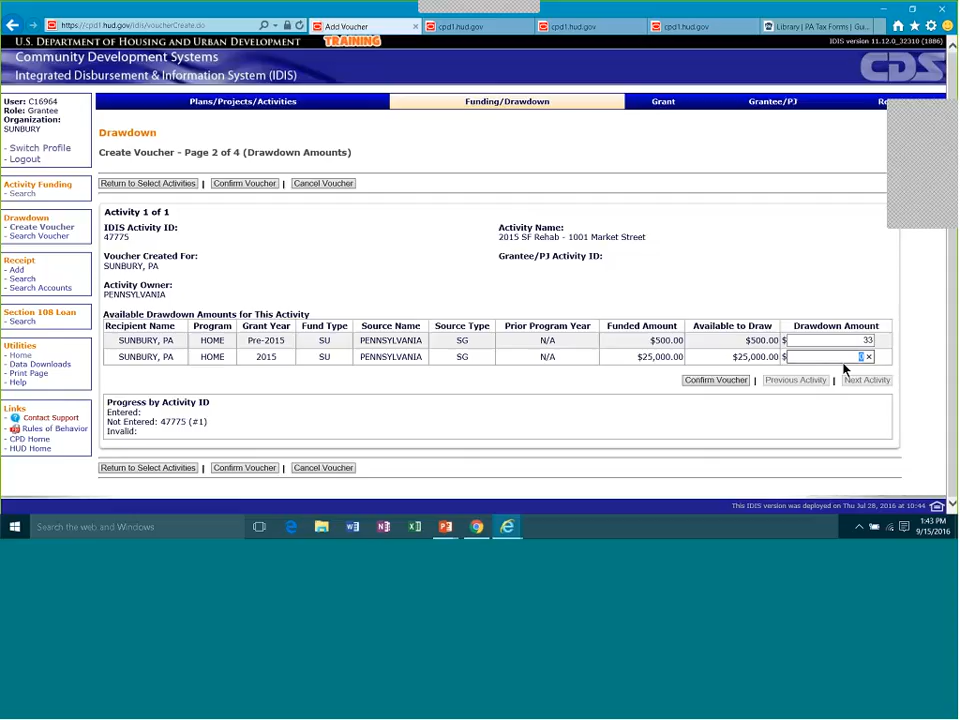 https://cpd1.hud.gov/idis/voucherCreate.do
Add Voucher
cpd1.hud.gov
cpd1.hud.gov
cpd1.hud.gov
Library | PA Tax Forms | Gu...
U.S. DEPARTMENT OF HOUSING AND URBAN DEVELOPMENT
TRAINING
IDIS version 11.12.0_32310 (1886)
Community Development Systems
Integrated Disbursement & Information System (IDIS)
CDS
User: C16964
Role: Grantee
Organization:
SUNBURY
- Switch Profile
- Logout
Activity Funding
- Search
Drawdown
- Create Voucher
- Search Voucher
Receipt
- Add
- Search
- Search Accounts
Section 108 Loan
- Search
Utilities
- Home
- Data Downloads
- Print Page
- Help
Links
- Contact Support
- Rules of Behavior
- CPD Home
- HUD Home
Plans/Projects/Activities Funding/Drawdown Grant Grantee/PJ Re
Drawdown
Create Voucher - Page 2 of 4 (Drawdown Amounts)
Return to Select Activities | Confirm Voucher | Cancel Voucher
Activity 1 of 1
IDIS Activity ID: Activity Name:
47775 2015 SF Rehab - 1001 Market Street
Voucher Created For: Grantee/PJ Activity ID:
SUNBURY, PA
Activity Owner:
PENNSYLVANIA
Available Drawdown Amounts for This Activity
Recipient Name Program Grant Year Fund Type Source Name Source Type Prior Program Year Funded Amount Available to Draw Drawdown Amount
SUNBURY, PA HOME Pre-2015 SU PENNSYLVANIA SG N/A $500.00 $500.00 $ 33
SUNBURY, PA HOME 2015 SU PENNSYLVANIA SG N/A $25,000.00 $25,000.00 $ 0 ×
Confirm Voucher | Previous Activity | Next Activity
Progress by Activity ID
Entered:
Not Entered: 47775 (#1)
Invalid:
Return to Select Activities | Confirm Voucher | Cancel Voucher
This IDIS version was deployed on Thu Jul 28, 2016 at 10:44
Search the web and Windows
1:43 PM
9/15/2016